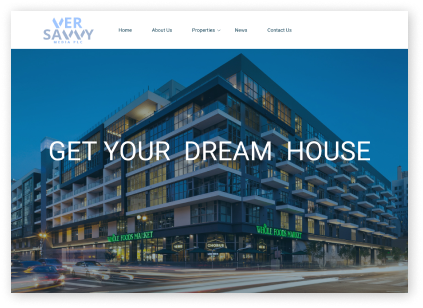 VER
SAVVY
Home About Us Properties News Contact Us
GET YOUR DREAM HOUSE
WHOLE FOODS MARKET
WHOLE FOODS MARKET